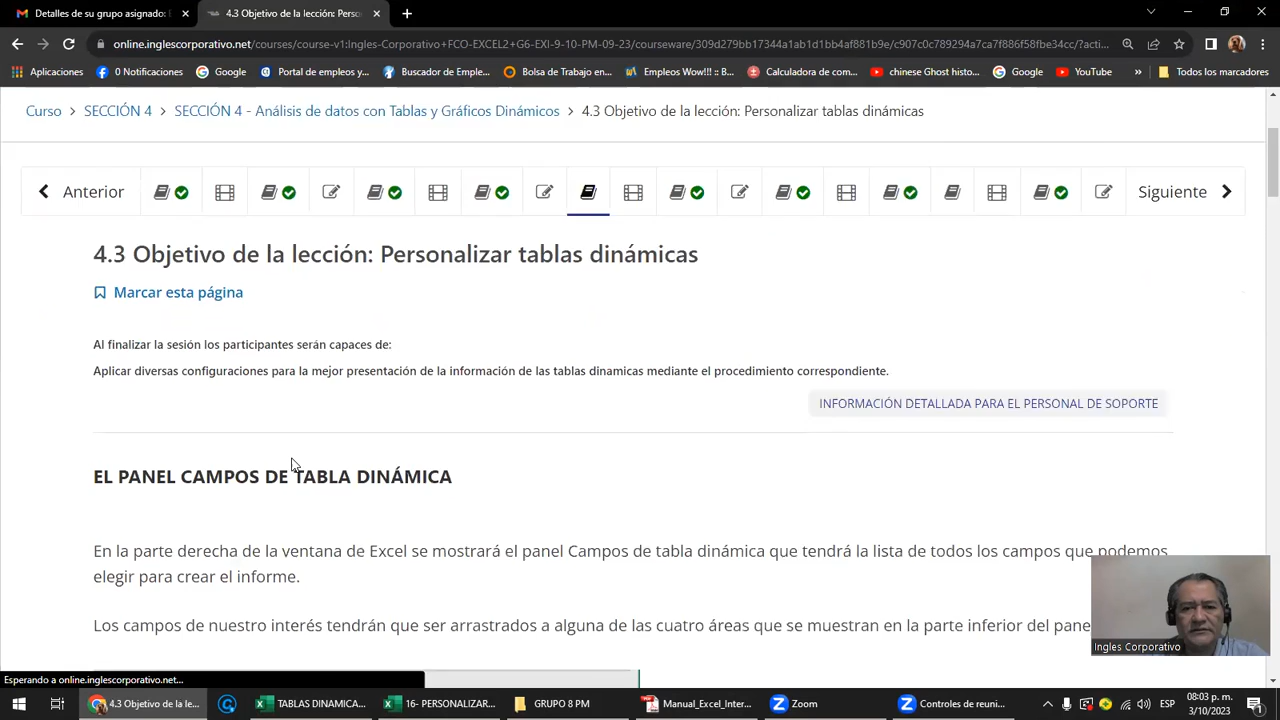 Detalles de su grupo asignado:
4.3 Objetivo de la lección: Perso
online.inglescorporativo.net/courses/course-v1:Ingles-Corporativo+FCO-EXCEL2+G6-EXI-9-10-PM-09-23/courseware/309d279bb17344a1ab1d1bb4af881b9e/c907c0c789294a7ca7f886f58fbe34cc/?acti...
Aplicaciones
0 Notificaciones
Google
Portal de empleos y...
Buscador de Emple...
Bolsa de Trabajo en...
Empleos Wow!!! :: B...
Calculadora de com...
chinese Ghost histo...
Google
YouTube
»
Todos los marcadores
Curso > SECCIÓN 4 > SECCIÓN 4 - Análisis de datos con Tablas y Gráficos Dinámicos > 4.3 Objetivo de la lección: Personalizar tablas dinámicas
Anterior
Siguiente
4.3 Objetivo de la lección: Personalizar tablas dinámicas
Marcar esta página
Al finalizar la sesión los participantes serán capaces de:
Aplicar diversas configuraciones para la mejor presentación de la información de las tablas dinamicas mediante el procedimiento correspondiente.
INFORMACIÓN DETALLADA PARA EL PERSONAL DE SOPORTE
EL PANEL CAMPOS DE TABLA DINÁMICA
En la parte derecha de la ventana de Excel se mostrará el panel Campos de tabla dinámica que tendrá la lista de todos los campos que podemos
elegir para crear el informe.
Los campos de nuestro interés tendrán que ser arrastrados a alguna de las cuatro áreas que se muestran en la parte inferior del pane
Ingles Corporativo
Esperando a online.inglescorporativo.net...
4.3 Objetivo de la le...
TABLAS DINAMICA...
16- PERSONALIZAR...
GRUPO 8 PM
Manual_Excel_Inter...
Zoom
Controles de reuni...
ESP
08:03 p. m.
3/10/2023